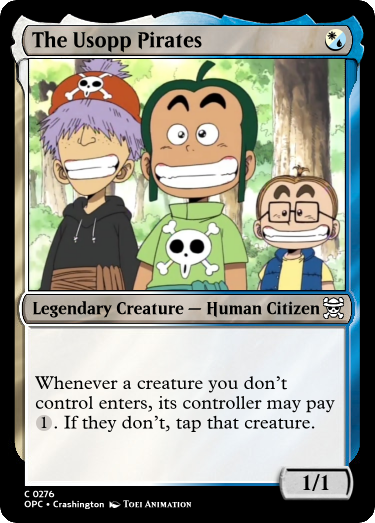 The Usopp Pirates
Legendary Creature — Human Citizen
Whenever a creature you don't
control enters, its controller may pay
1. If they don't, tap that creature.
1/1
C 0276
OPC • Crashington TOEI ANIMATION